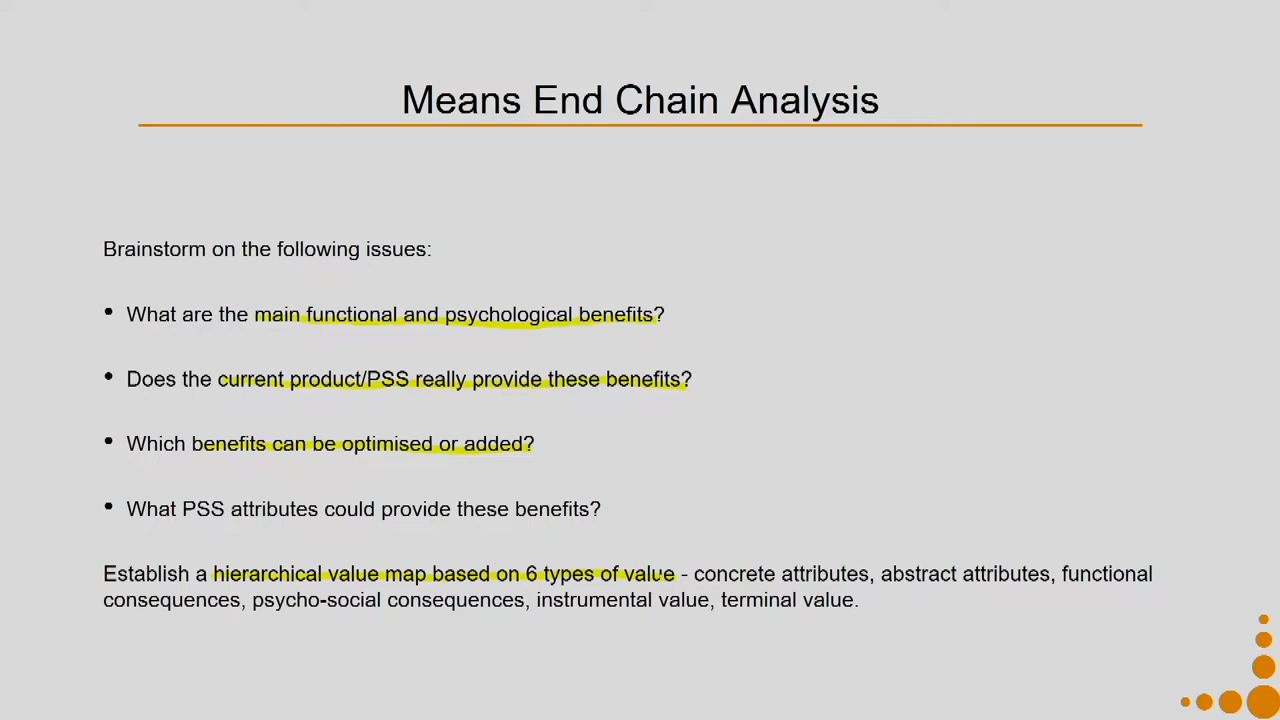 Means End Chain Analysis
Brainstorm on the following issues:
• What are the main functional and psychological benefits?
• Does the current product/PSS really provide these benefits?
• Which benefits can be optimised or added?
• What PSS attributes could provide these benefits?
Establish a hierarchical value map based on 6 types of value - concrete attributes, abstract attributes, functional
consequences, psycho-social consequences, instrumental value, terminal value.